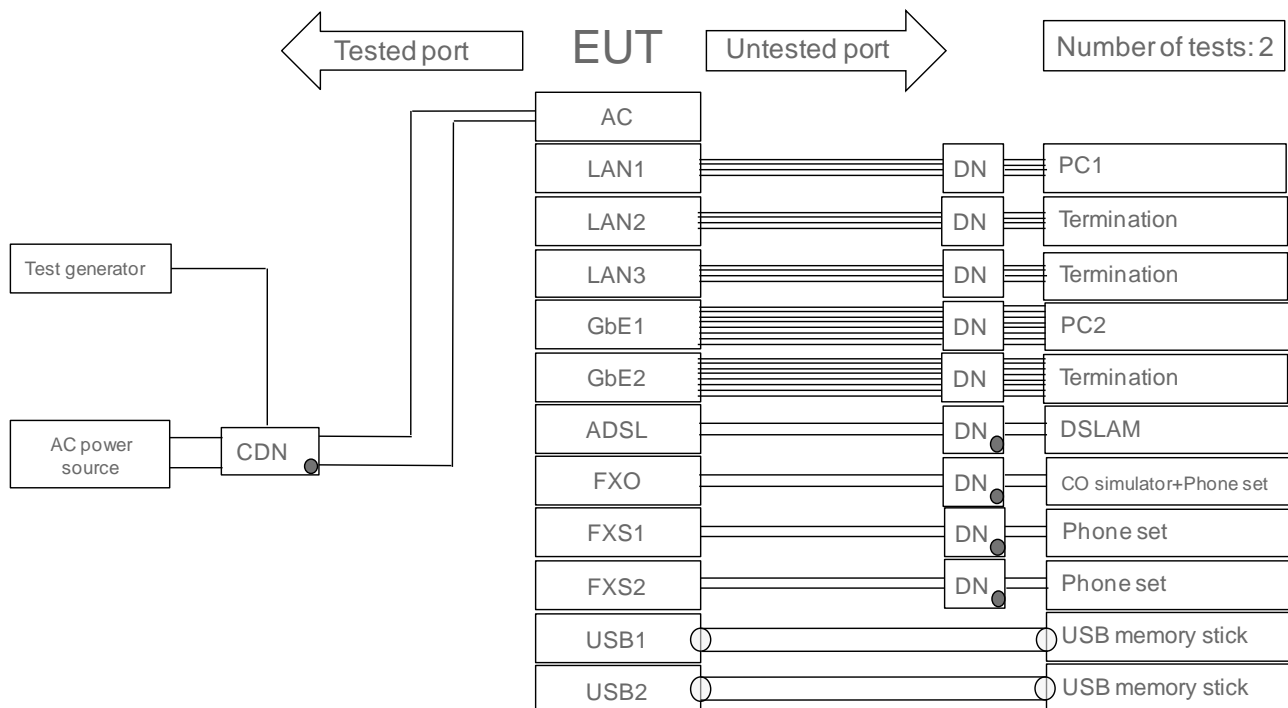 Tested port
EUT
Untested port
Number of tests: 2
AC
LAN1
DN
PC1
LAN2
DN
Termination
Test generator
LAN3
DN
Termination
GbE1
DN
PC2
GbE2
DN
Termination
AC power
source
CDN
ADSL
DN
DSLAM
FXO
DN
CO simulator+Phone set
FXS1
DN
Phone set
FXS2
DN
Phone set
USB1
USB memory stick
USB2
USB memory stick